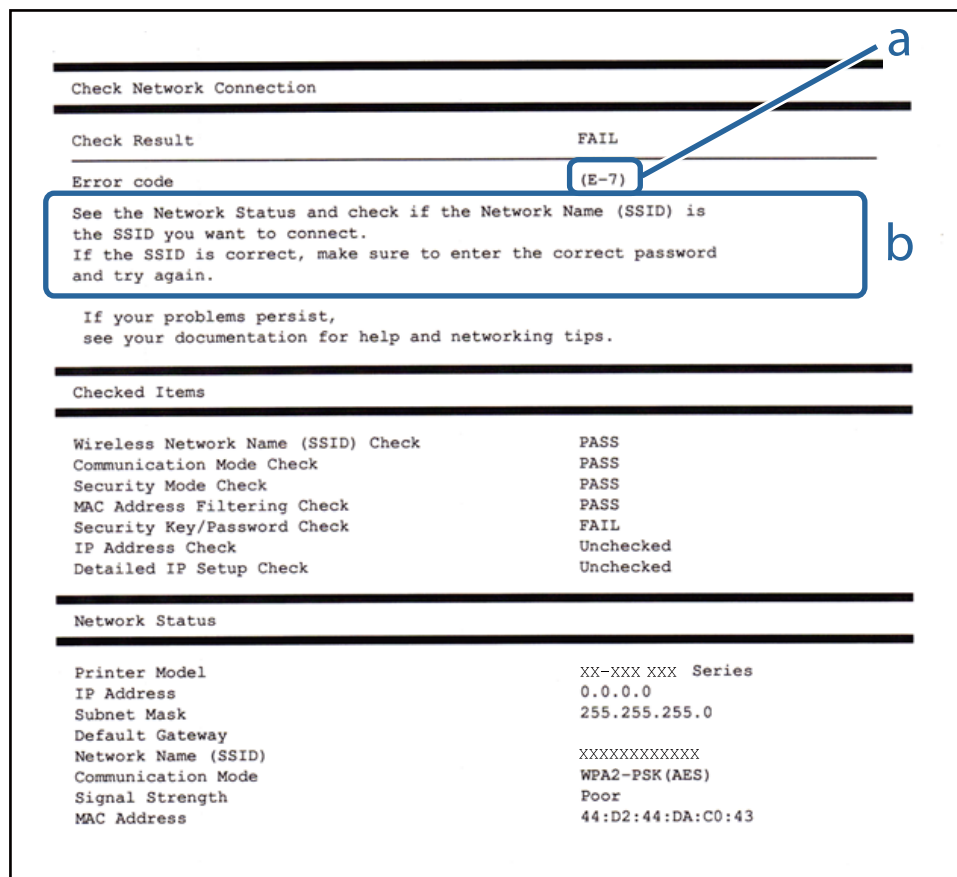 a
Check Network Connection
Check Result FAIL
Error code (E-7)
See the Network Status and check if the Network Name (SSID) is
the SSID you want to connect.
If the SSID is correct, make sure to enter the correct password
and try again.
b
If your problems persist,
see your documentation for help and networking tips.
Checked Items
Wireless Network Name (SSID) Check PASS
Communication Mode Check PASS
Security Mode Check PASS
MAC Address Filtering Check PASS
Security Key/Password Check FAIL
IP Address Check Unchecked
Detailed IP Setup Check Unchecked
Network Status
Printer Model XX-XXX XXX Series
IP Address 0.0.0.0
Subnet Mask 255.255.255.0
Default Gateway
Network Name (SSID) XXXXXXXXXXXX
Communication Mode WPA2-PSK(AES)
Signal Strength Poor
MAC Address 44:D2:44:DA:C0:43